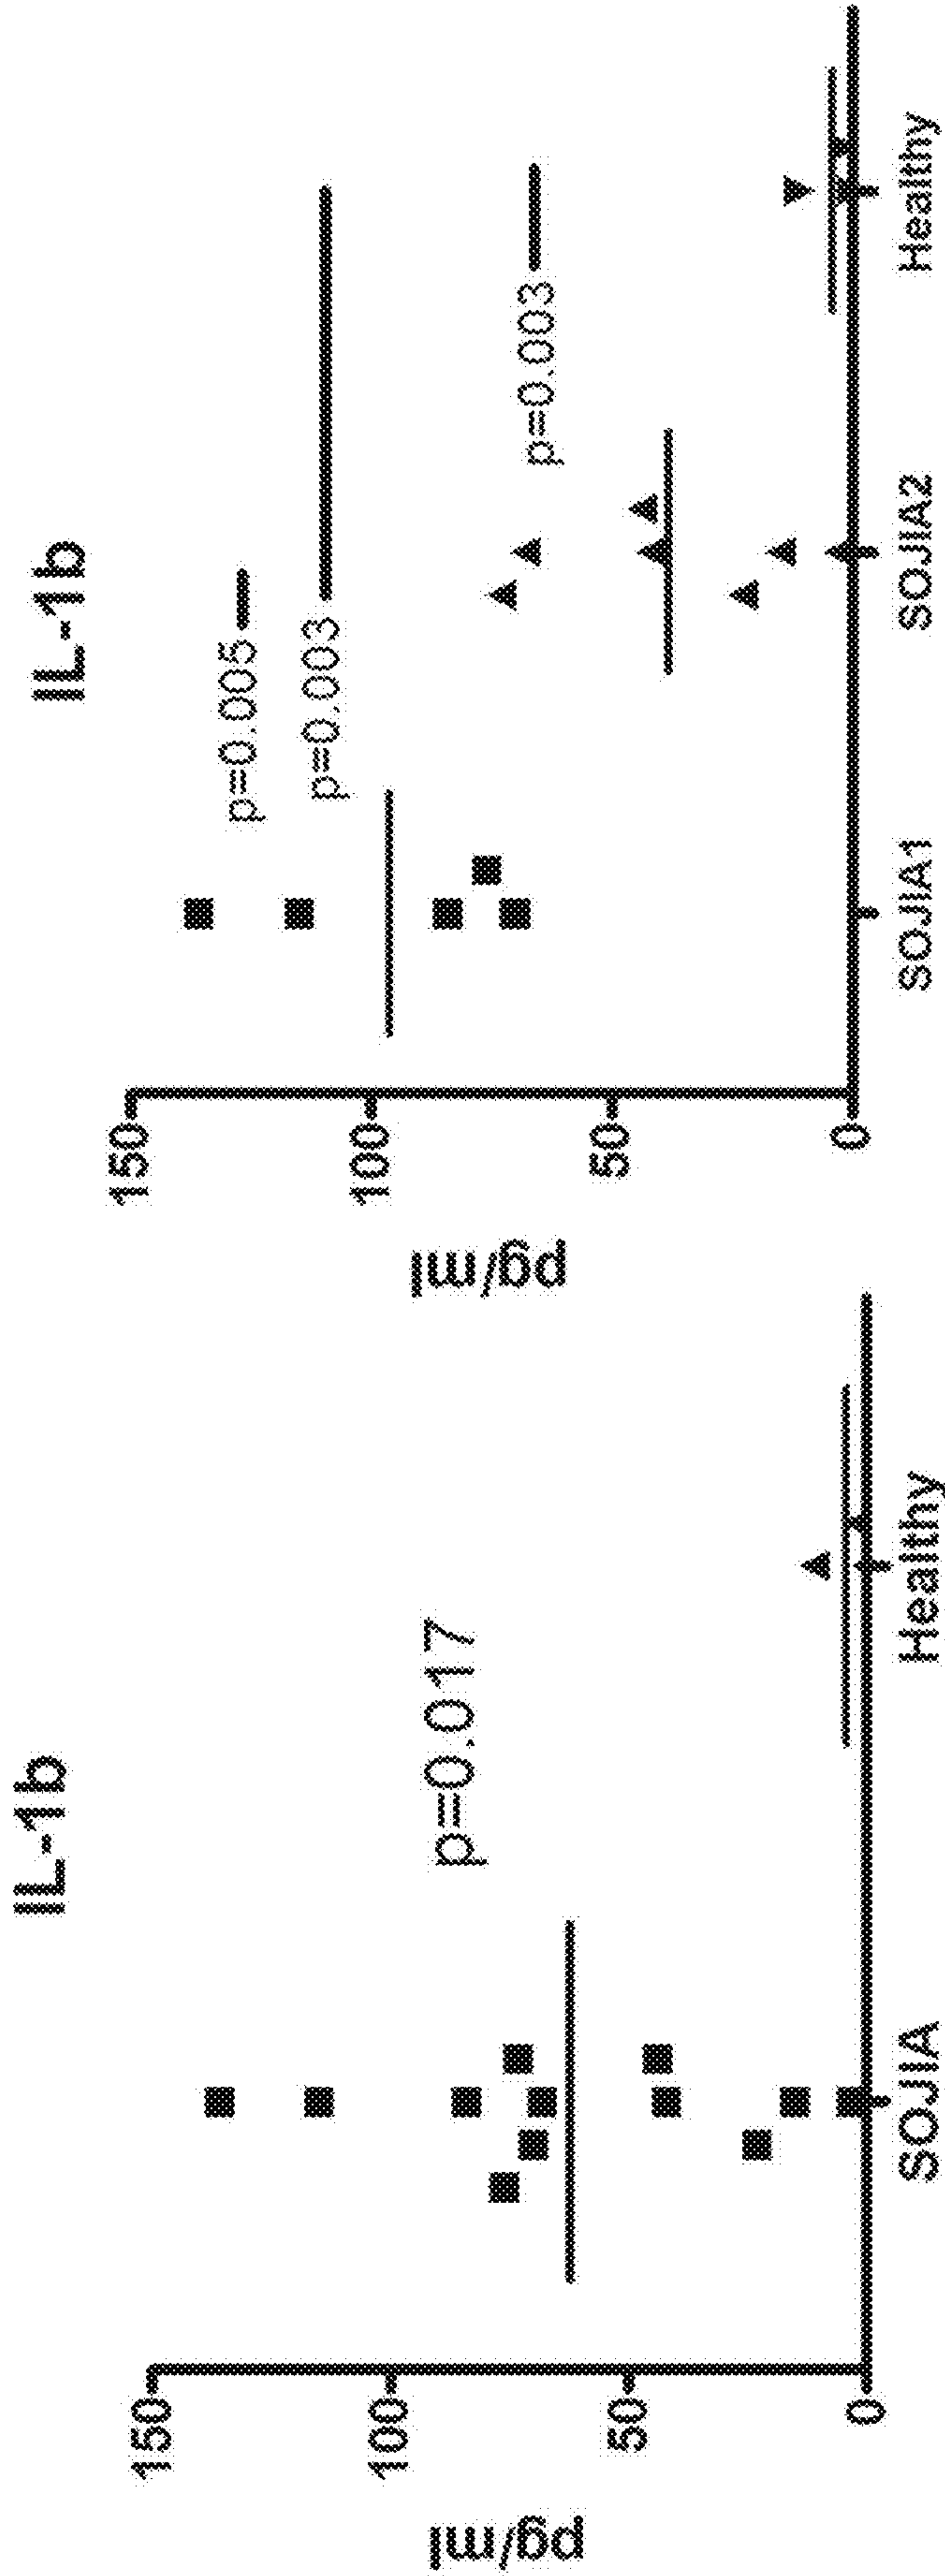 IL-1b
pg/ml
150
100
50
0
p=0.017
SOJIA
Healthy
IL-1b
pg/ml
150
100
50
0
p=0.005
p=0.003
p=0.003
SOJIA1
SOJIA2
Healthy